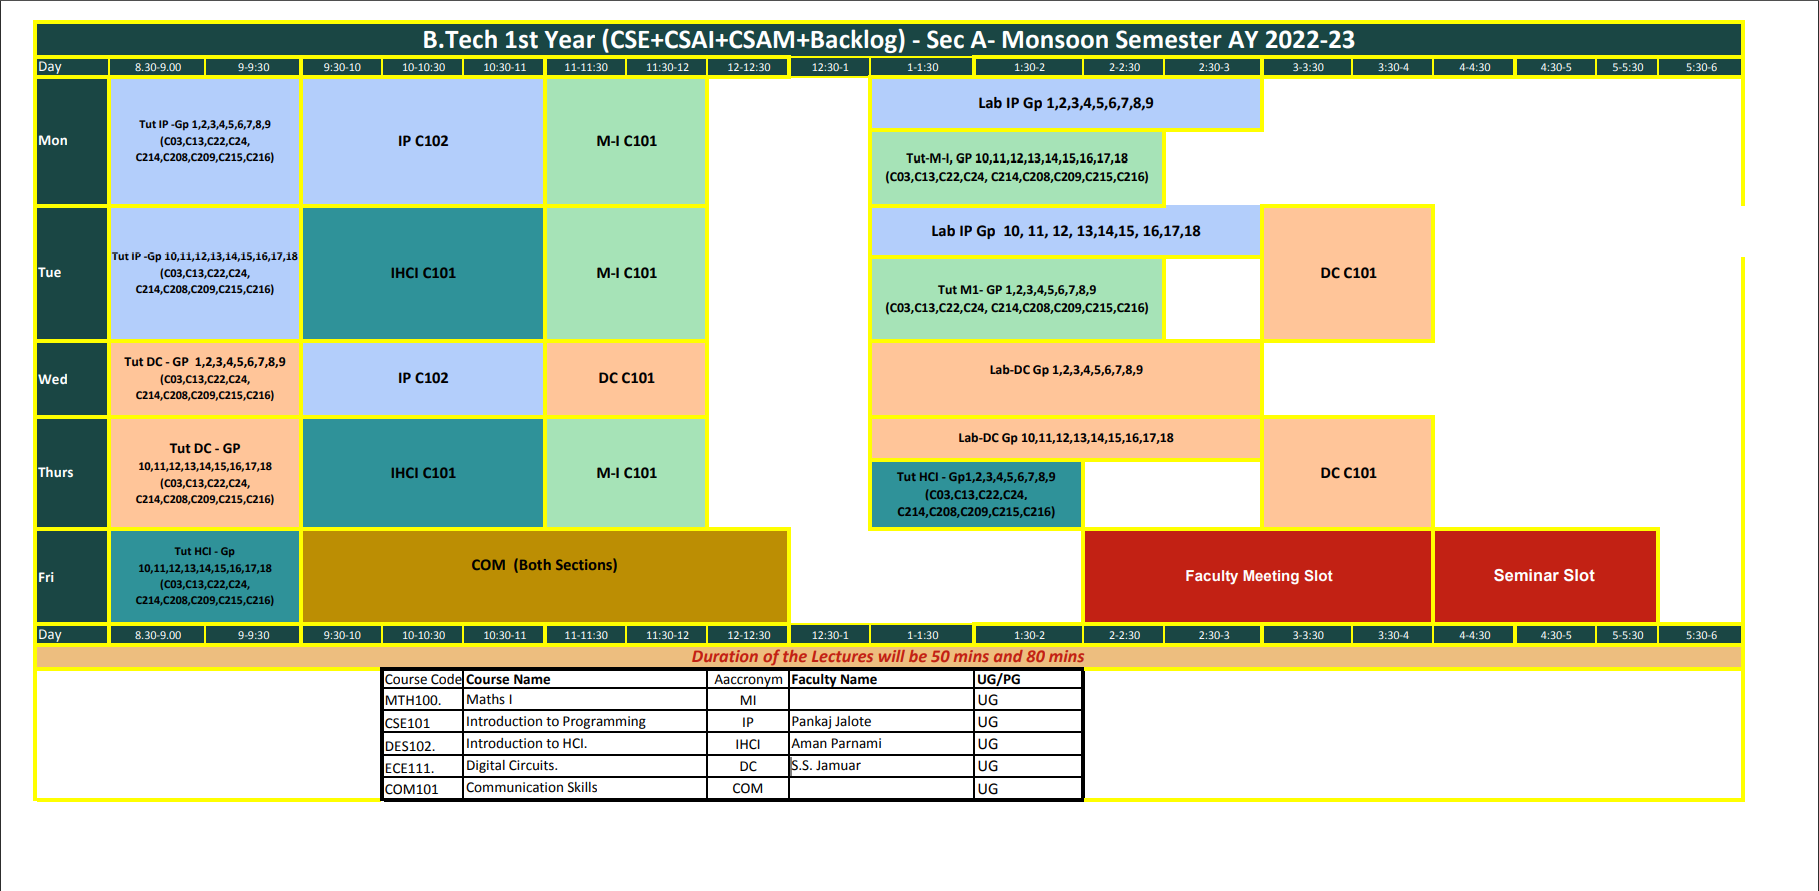 B.Tech 1st Year (CSE+CSAI+CSAM+Backlog) - Sec A- Monsoon Semester AY 2022-23
Day 8.30-9.00 9-9:30 9:30-10 10-10:30 10:30-11 11-11:30 11:30-12 12-12:30 12:30-1 1-1:30 1:30-2 2-2:30 2:30-3 3-3:30 3:30-4 4-4:30 4:30-5 5-5:30 5:30-6
Mon
Tut IP -Gp 1,2,3,4,5,6,7,8,9
(C03,C13,C22,C24,
C214,C208,C209,C215,C216)
IP C102
M-I C101
Lab IP Gp 1,2,3,4,5,6,7,8,9
Tut-M-I, GP 10,11,12,13,14,15,16,17,18
(C03,C13,C22,C24, C214,C208,C209,C215,C216)
Tue
Tut IP -Gp 10,11,12,13,14,15,16,17,18
(C03,C13,C22,C24,
C214,C208,C209,C215,C216)
IHCI C101
M-I C101
Lab IP Gp  10, 11, 12, 13,14,15, 16,17,18
Tut M1- GP 1,2,3,4,5,6,7,8,9
(C03,C13,C22,C24, C214,C208,C209,C215,C216)
DC C101
Wed
Tut DC - GP  1,2,3,4,5,6,7,8,9
(C03,C13,C22,C24,
C214,C208,C209,C215,C216)
IP C102
DC C101
Lab-DC Gp 1,2,3,4,5,6,7,8,9
Thurs
Tut DC - GP
10,11,12,13,14,15,16,17,18
(C03,C13,C22,C24,
C214,C208,C209,C215,C216)
IHCI C101
M-I C101
Lab-DC Gp 10,11,12,13,14,15,16,17,18
Tut HCI - Gp1,2,3,4,5,6,7,8,9
(C03,C13,C22,C24,
C214,C208,C209,C215,C216)
DC C101
Fri
Tut HCI - Gp
10,11,12,13,14,15,16,17,18
(C03,C13,C22,C24,
C214,C208,C209,C215,C216)
COM  (Both Sections)
Faculty Meeting Slot
Seminar Slot
Day 8.30-9.00 9-9:30 9:30-10 10-10:30 10:30-11 11-11:30 11:30-12 12-12:30 12:30-1 1-1:30 1:30-2 2-2:30 2:30-3 3-3:30 3:30-4 4-4:30 4:30-5 5-5:30 5:30-6
Duration of the Lectures will be 50 mins and 80 mins
Course Code Course Name Aaccronym Faculty Name UG/PG
MTH100. Maths I MI UG
CSE101 Introduction to Programming IP Pankaj Jalote UG
DES102. Introduction to HCI. IHCI Aman Parnami UG
ECE111. Digital Circuits. DC S.S. Jamuar UG
COM101 Communication Skills COM UG